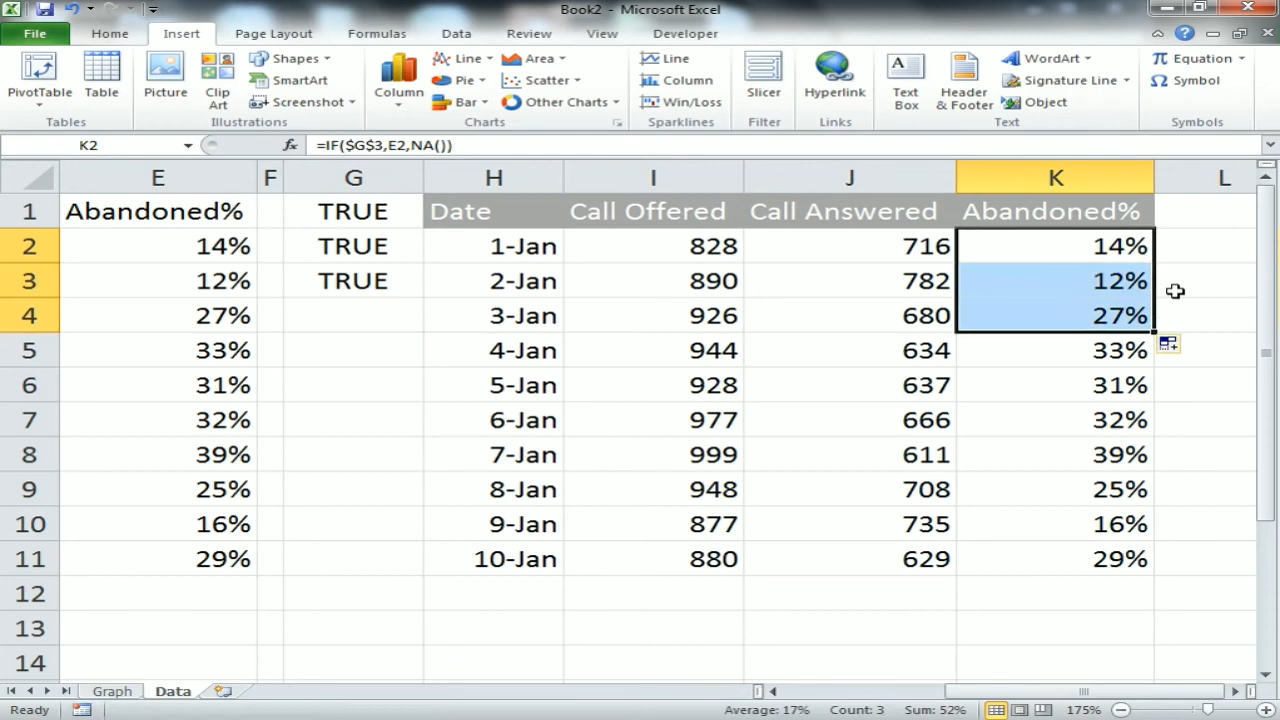 Book2 - Microsoft Excel
File Home Insert Page Layout Formulas Data Review View Developer
PivotTable Table Picture Clip Art Shapes SmartArt Screenshot Column Line Pie Bar Area Scatter Other Charts Line Column Win/Loss Slicer Hyperlink Text Box Header & Footer WordArt Signature Line Object Equation Symbol
Tables Illustrations Charts Sparklines Filter Links Text Symbols
K2 fx =IF($G$3,E2,NA())
E F G H I J K L
1 Abandoned% TRUE Date Call Offered Call Answered Abandoned%
2 14% TRUE 1-Jan 828 716 14%
3 12% TRUE 2-Jan 890 782 12%
4 27% 3-Jan 926 680 27%
5 33% 4-Jan 944 634 33%
6 31% 5-Jan 928 637 31%
7 32% 6-Jan 977 666 32%
8 39% 7-Jan 999 611 39%
9 25% 8-Jan 948 708 25%
10 16% 9-Jan 877 735 16%
11 29% 10-Jan 880 629 29%
12
13
14
Graph Data
Ready Average: 17% Count: 3 Sum: 52% 175%